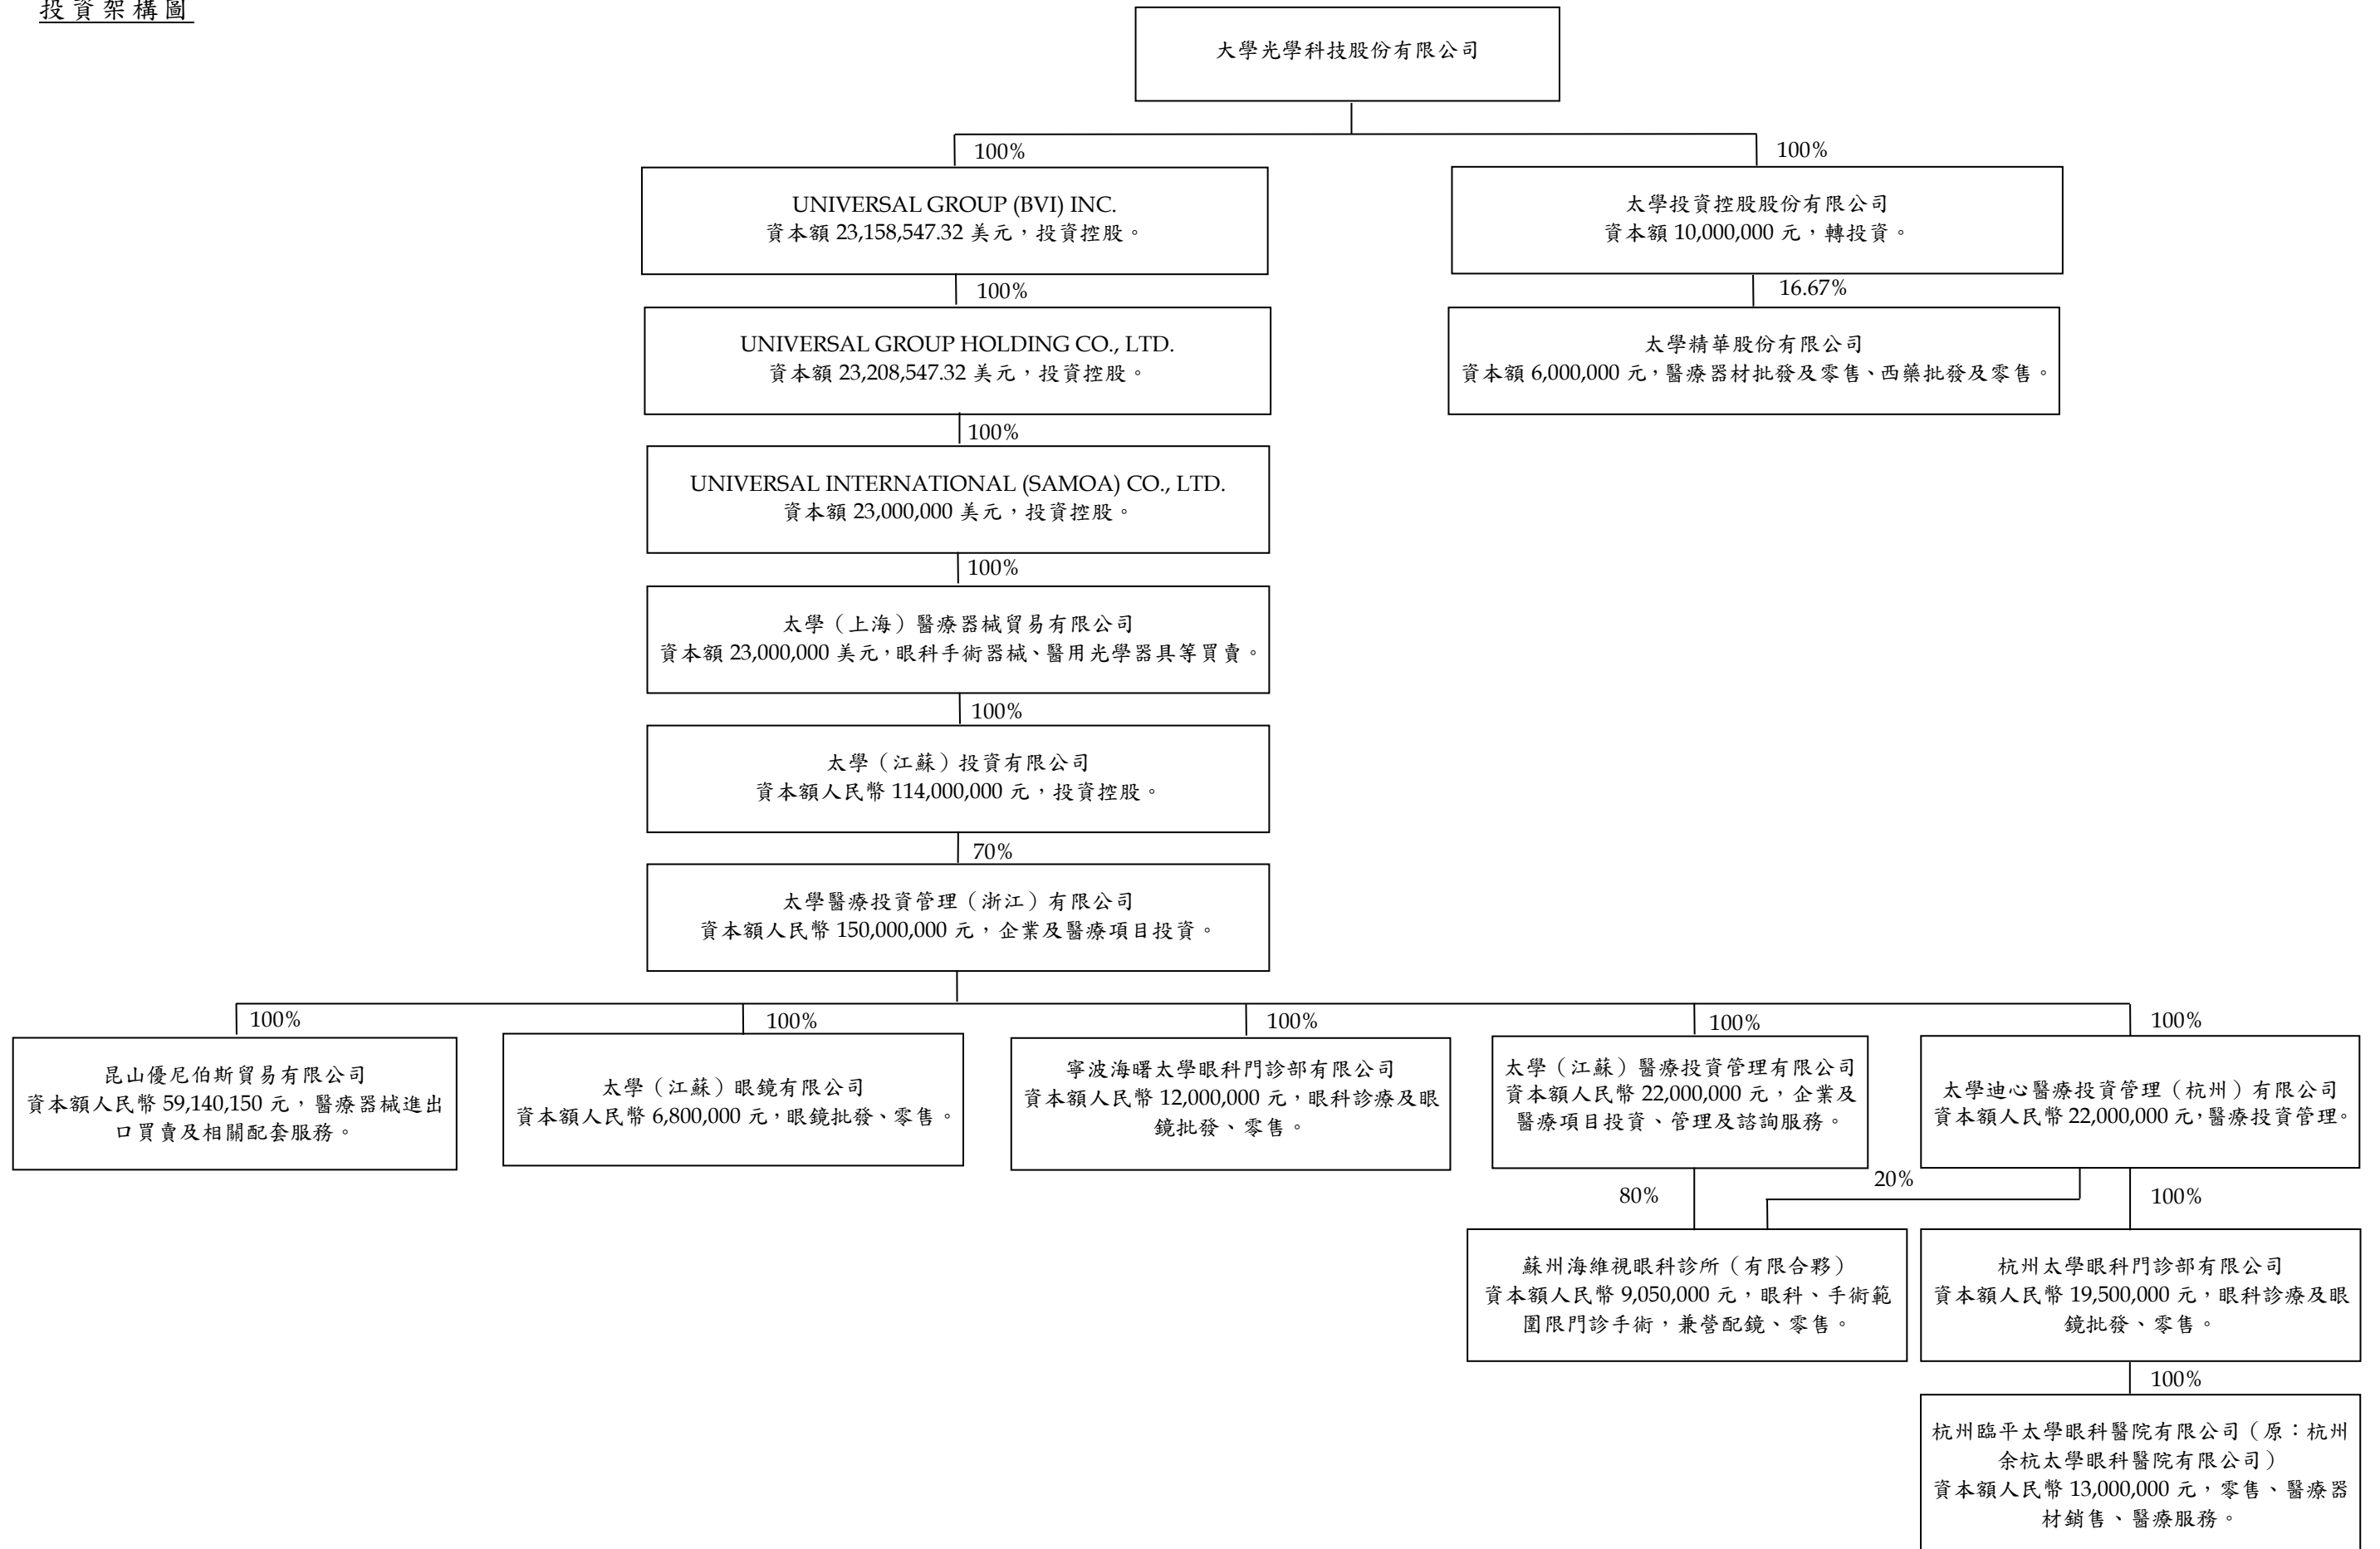 投資架構圖
大學光學科技股份有限公司
100%
100%
UNIVERSAL GROUP (BVI) INC.
資本額 23,158,547.32 美元，投資控股。
太學投資控股股份有限公司
資本額 10,000,000 元，轉投資。
100%
16.67%
UNIVERSAL GROUP HOLDING CO., LTD.
資本額 23,208,547.32 美元，投資控股。
太學精華股份有限公司
資本額 6,000,000 元，醫療器材批發及零售、西藥批發及零售。
100%
UNIVERSAL INTERNATIONAL (SAMOA) CO., LTD.
資本額 23,000,000 美元，投資控股。
100%
太學（上海）醫療器械貿易有限公司
資本額 23,000,000 美元，眼科手術器械、醫用光學器具等買賣。
100%
太學（江蘇）投資有限公司
資本額人民幣 114,000,000 元，投資控股。
70%
太學醫療投資管理（浙江）有限公司
資本額人民幣 150,000,000 元，企業及醫療項目投資。
100%
100%
100%
100%
100%
昆山優尼伯斯貿易有限公司
資本額人民幣 59,140,150 元，醫療器械進出
口買賣及相關配套服務。
太學（江蘇）眼鏡有限公司
資本額人民幣 6,800,000 元，眼鏡批發、零售。
寧波海曙太學眼科門診部有限公司
資本額人民幣 12,000,000 元，眼科診療及眼
鏡批發、零售。
太學（江蘇）醫療投資管理有限公司
資本額人民幣 22,000,000 元，企業及
醫療項目投資、管理及諮詢服務。
太學迪心醫療投資管理（杭州）有限公司
資本額人民幣 22,000,000 元，醫療投資管理。
80%
20%
100%
蘇州海維視眼科診所（有限合夥）
資本額人民幣 9,050,000 元，眼科、手術範
圍限門診手術，兼營配鏡、零售。
杭州太學眼科門診部有限公司
資本額人民幣 19,500,000 元，眼科診療及眼
鏡批發、零售。
100%
杭州臨平太學眼科醫院有限公司（原：杭州
余杭太學眼科醫院有限公司）
資本額人民幣 13,000,000 元，零售、醫療器
材銷售、醫療服務。